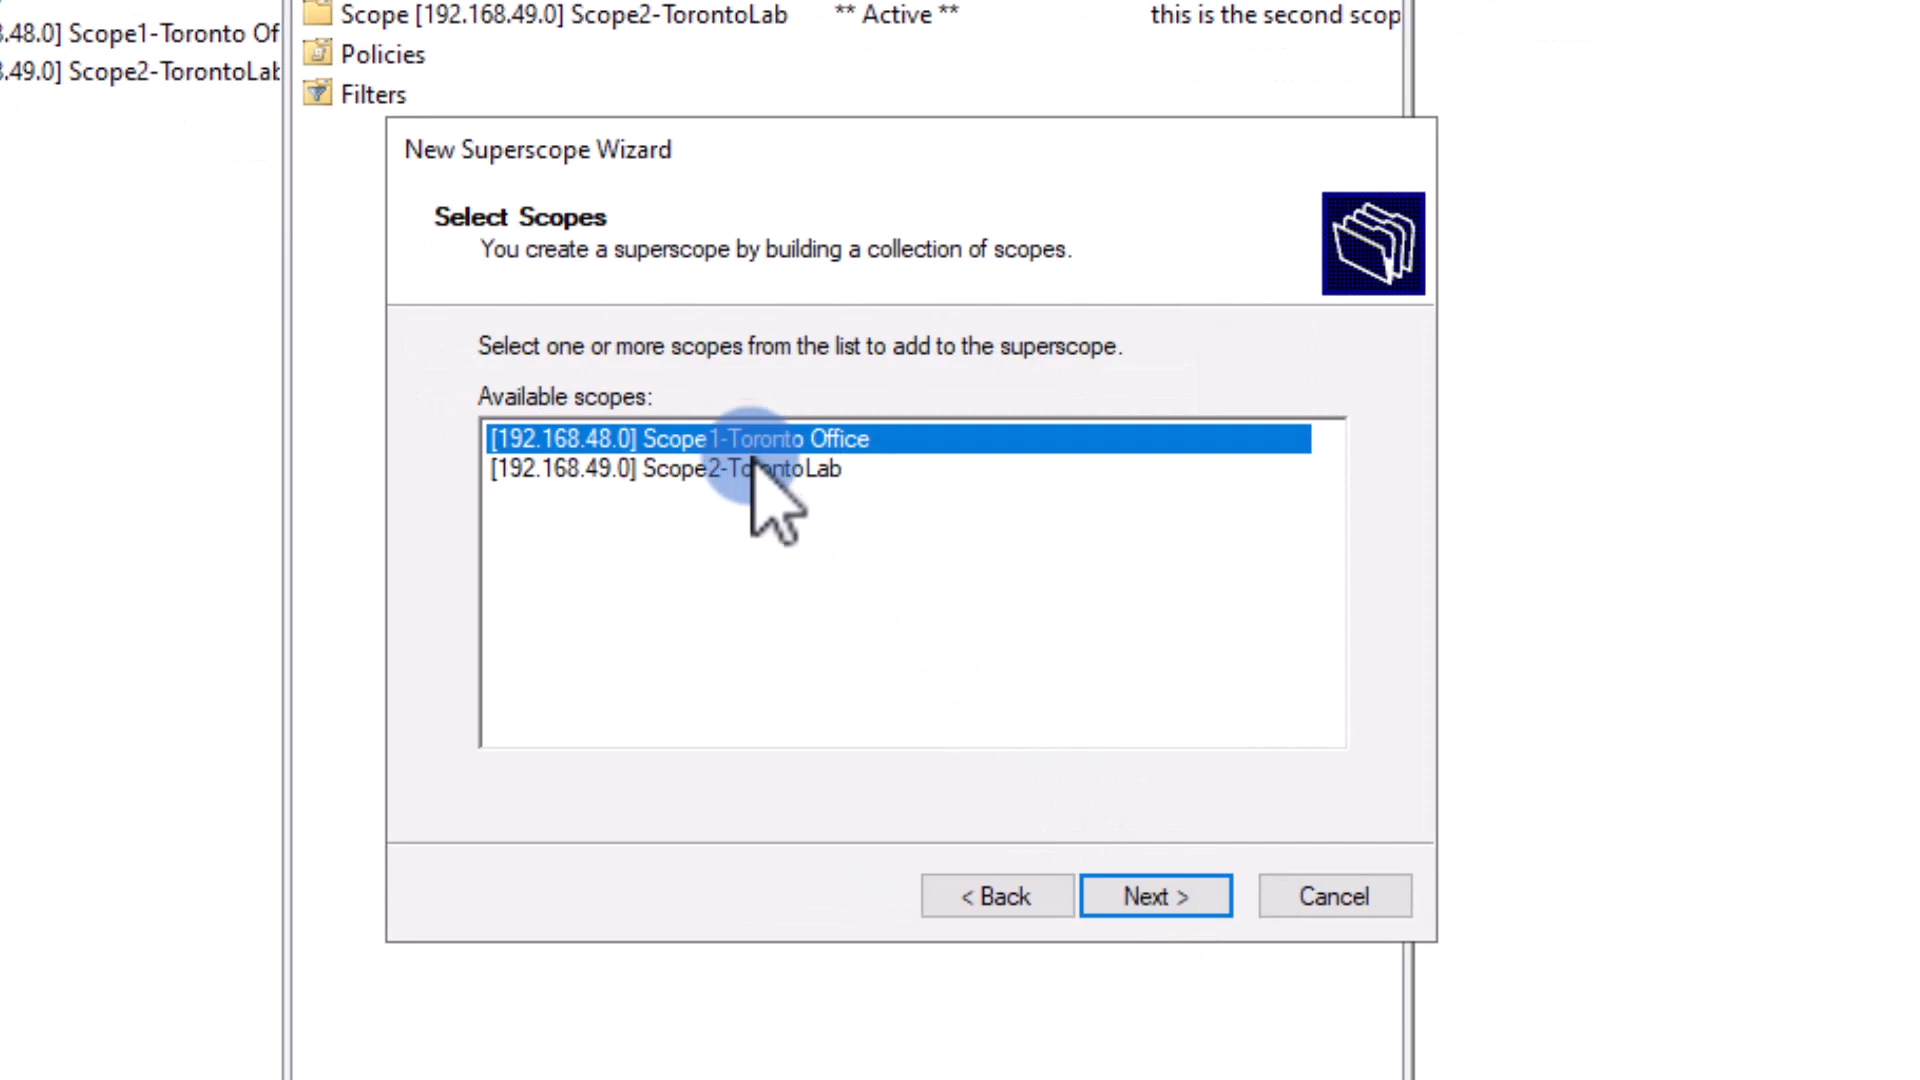 .48.0] Scope1-Toronto Of
.49.0] Scope2-TorontoLab
Scope [192.168.49.0] Scope2-TorontoLab ** Active ** this is the second scop
Policies
Filters
New Superscope Wizard
Select Scopes
You create a superscope by building a collection of scopes.
Select one or more scopes from the list to add to the superscope.
Available scopes:
[192.168.48.0] Scope1-Toronto Office
[192.168.49.0] Scope2-TorontoLab
< Back
Next >
Cancel